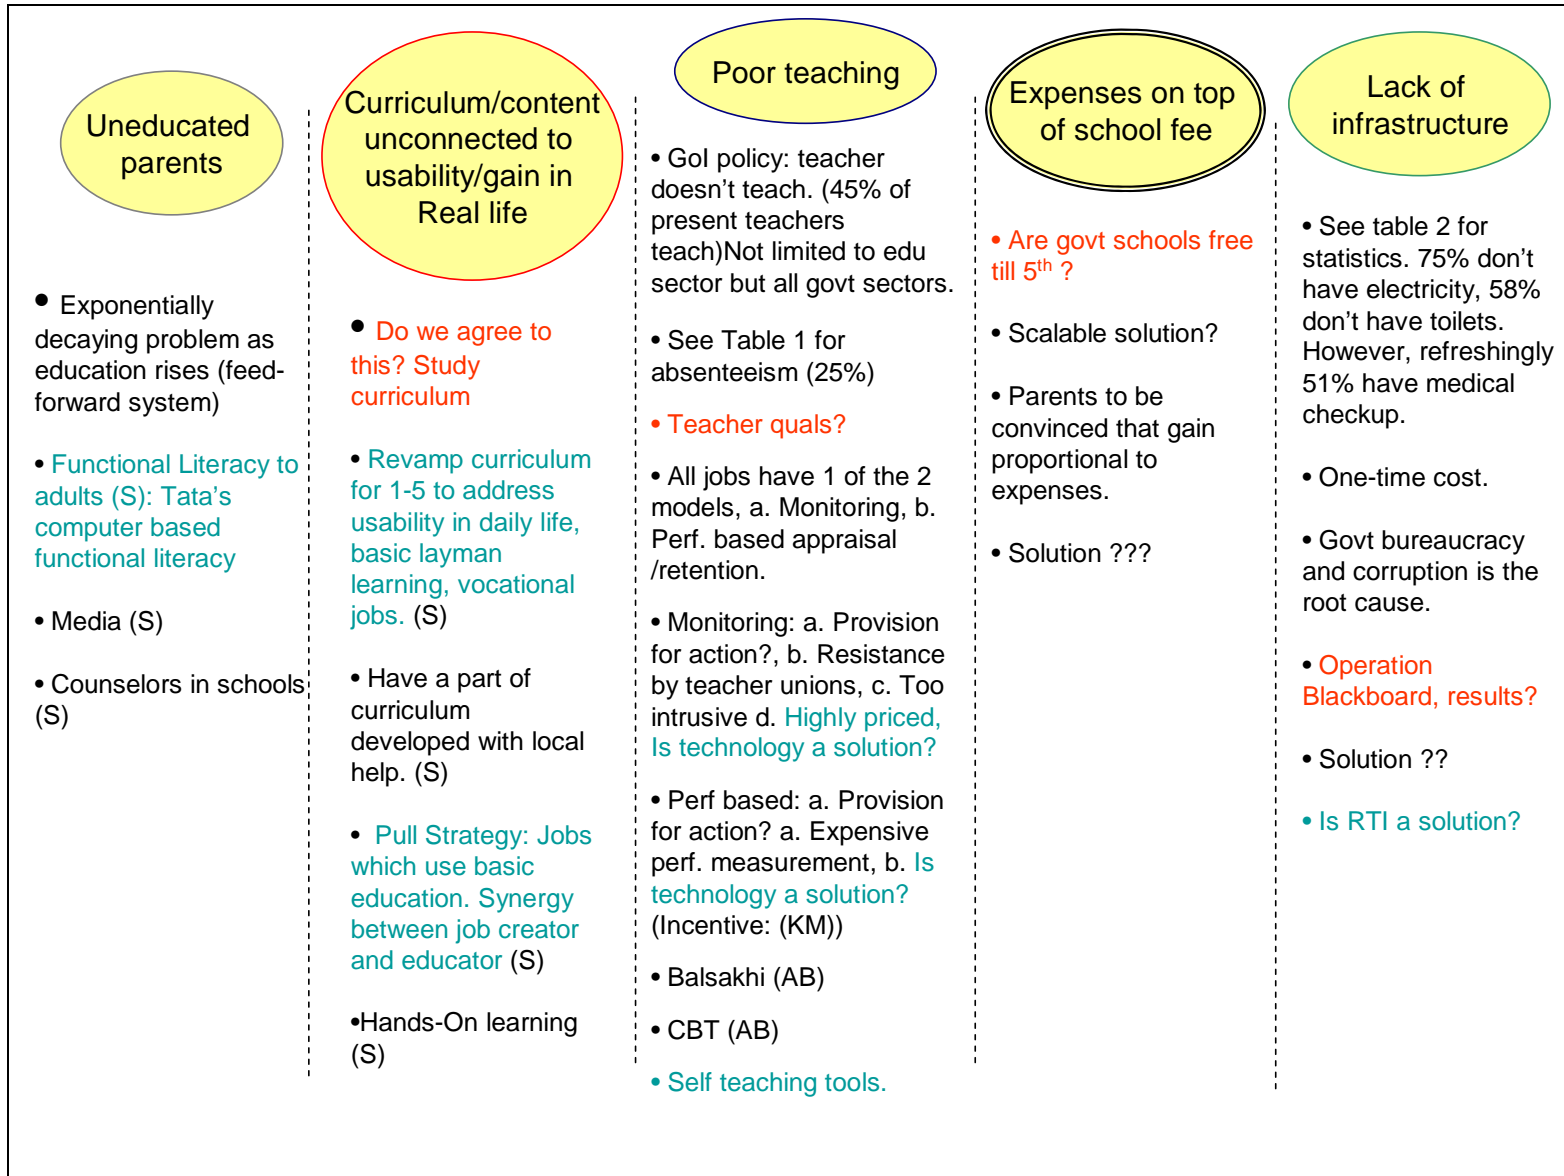 Uneducated
parents
• Exponentially
decaying problem as
education rises (feed-
forward system)
• Functional Literacy to
adults (S): Tata's
computer based
functional literacy
• Media (S)
• Counselors in schools
(S)
Curriculum/content
unconnected to
usability/gain in
Real life
• Do we agree to
this? Study
curriculum
• Revamp curriculum
for 1-5 to address
usability in daily life,
basic layman
learning, vocational
jobs. (S)
• Have a part of
curriculum
developed with local
help. (S)
• Pull Strategy: Jobs
which use basic
education. Synergy
between job creator
and educator (S)
•Hands-On learning
(S)
Poor teaching
• GoI policy: teacher
doesn't teach. (45% of
present teachers
teach)Not limited to edu
sector but all govt sectors.
• See Table 1 for
absenteeism (25%)
• Teacher quals?
• All jobs have 1 of the 2
models, a. Monitoring, b.
Perf. based appraisal
/retention.
• Monitoring: a. Provision
for action?, b. Resistance
by teacher unions, c. Too
intrusive d. Highly priced,
Is technology a solution?
• Perf based: a. Provision
for action? a. Expensive
perf. measurement, b. Is
technology a solution?
(Incentive: (KM))
• Balsakhi (AB)
• CBT (AB)
• Self teaching tools.
Expenses on top
of school fee
• Are govt schools free
till 5th ?
• Scalable solution?
• Parents to be
convinced that gain
proportional to
expenses.
• Solution ???
Lack of
infrastructure
• See table 2 for
statistics. 75% don't
have electricity, 58%
don't have toilets.
However, refreshingly
51% have medical
checkup.
• One-time cost.
• Govt bureaucracy
and corruption is the
root cause.
• Operation
Blackboard, results?
• Solution ??
• Is RTI a solution?